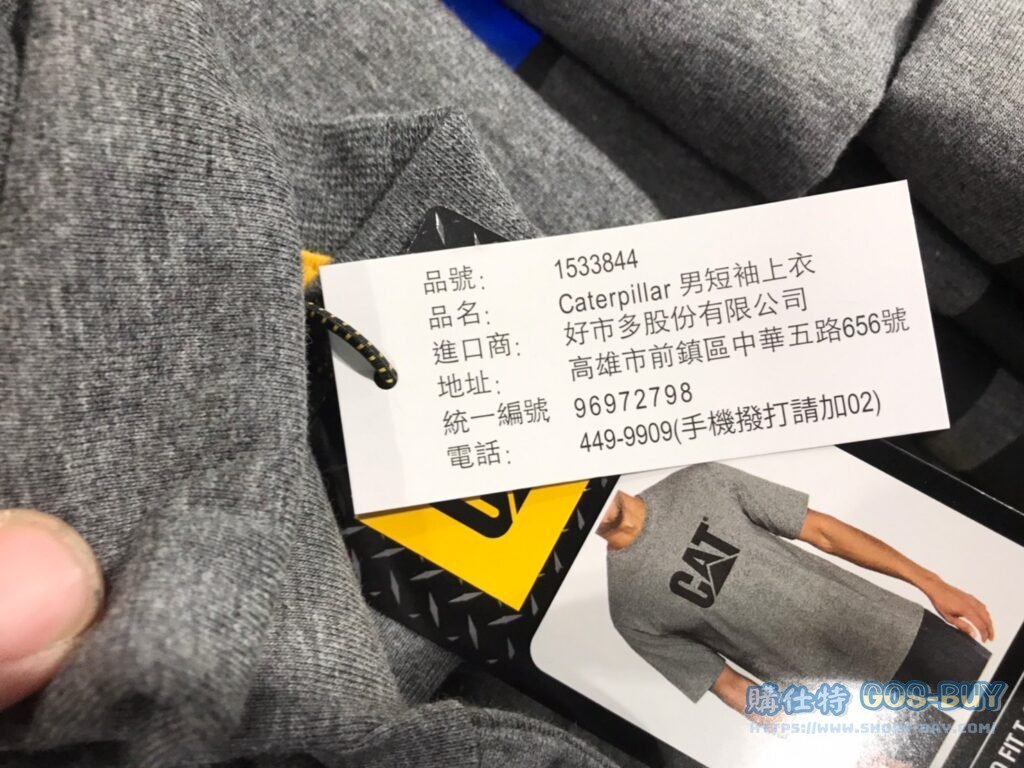 品號: 1533844
品名: Caterpillar 男短袖上衣
進口商: 好市多股份有限公司
地址: 高雄市前鎮區中華五路656號
統一編號 96972798
電話: 449-9909(手機撥打請加02)
CAT
購仕特 GOS-BUY
FIT T